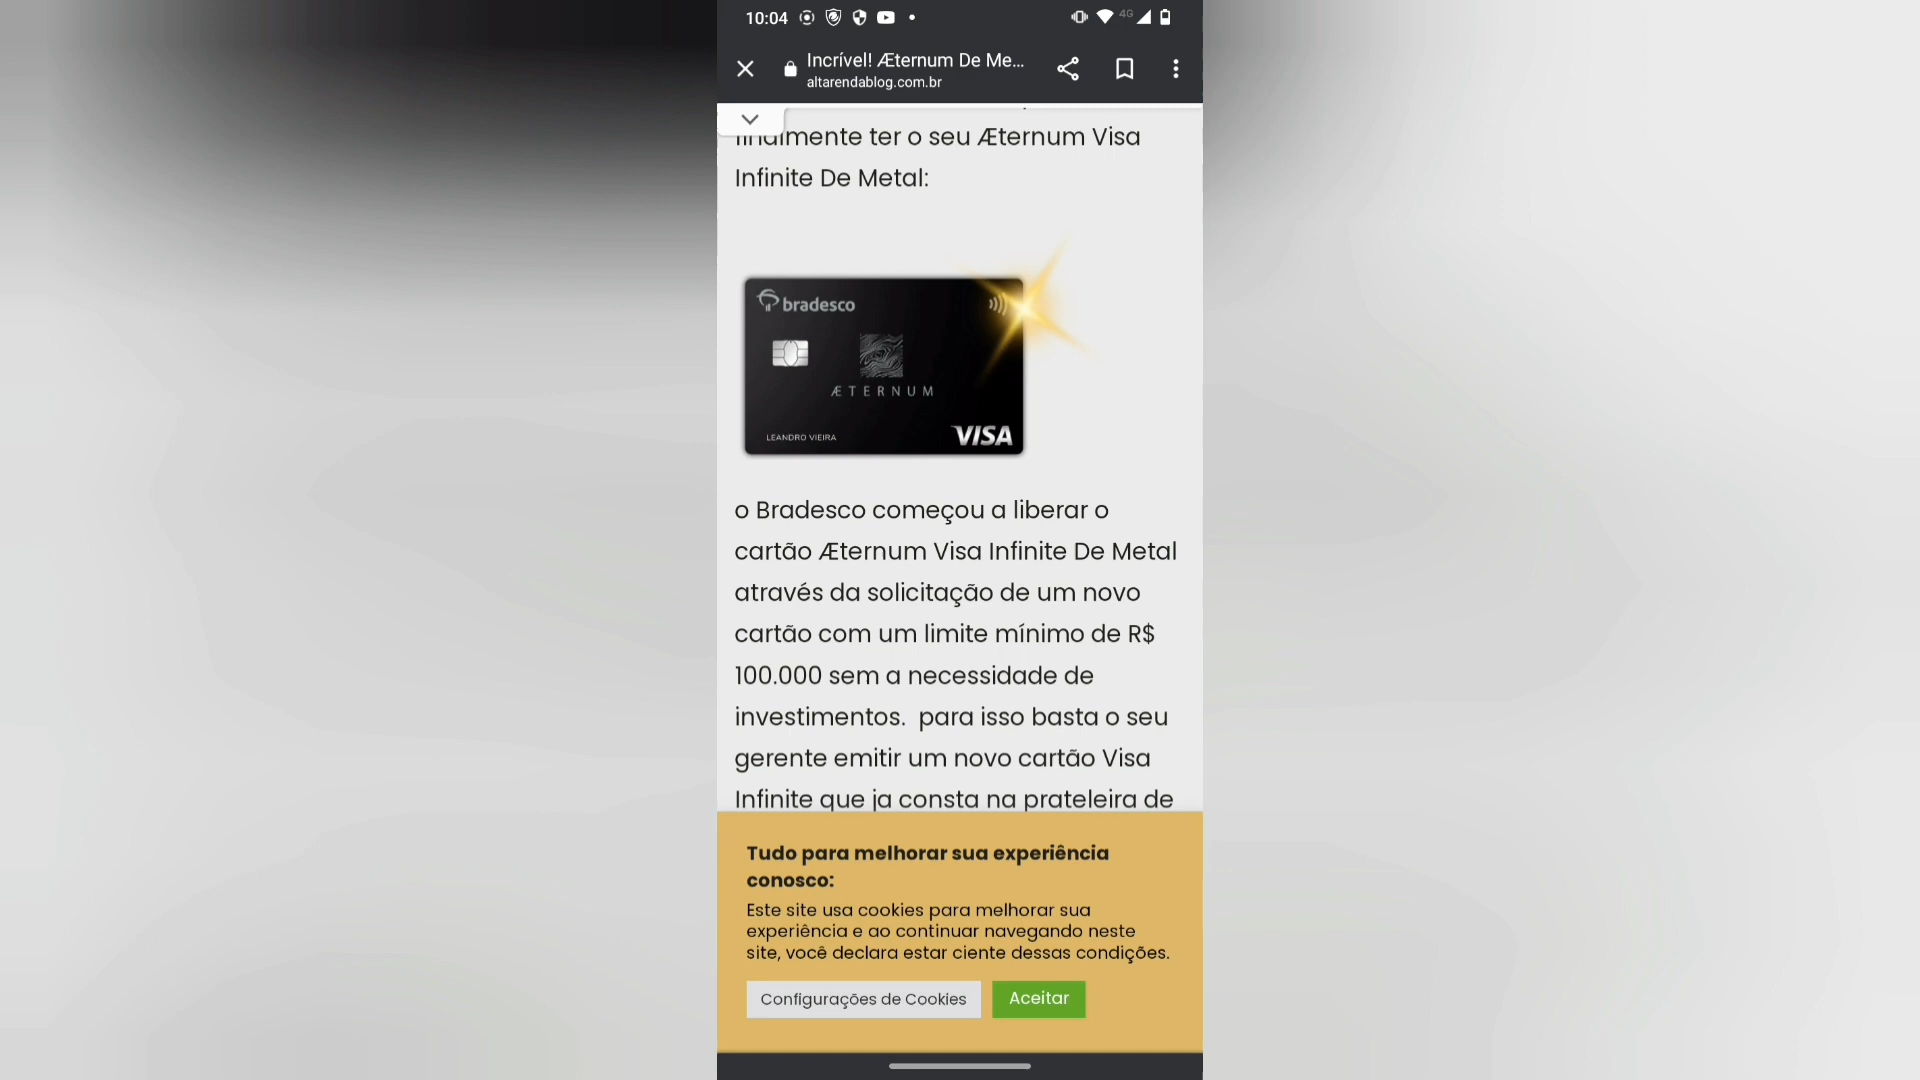 10:04
4G
Incrível! Æternum De Me...
altarendablog.com.br
finalmente ter o seu Æternum Visa
Infinite De Metal:
bradesco
ÆTERNUM
LEANDRO VIEIRA
VISA
o Bradesco começou a liberar o
cartão Æternum Visa Infinite De Metal
através da solicitação de um novo
cartão com um limite mínimo de R$
100.000 sem a necessidade de
investimentos.  para isso basta o seu
gerente emitir um novo cartão Visa
Infinite que ja consta na prateleira de
Tudo para melhorar sua experiência
conosco:
Este site usa cookies para melhorar sua
experiência e ao continuar navegando neste
site, você declara estar ciente dessas condições.
Configurações de Cookies
Aceitar